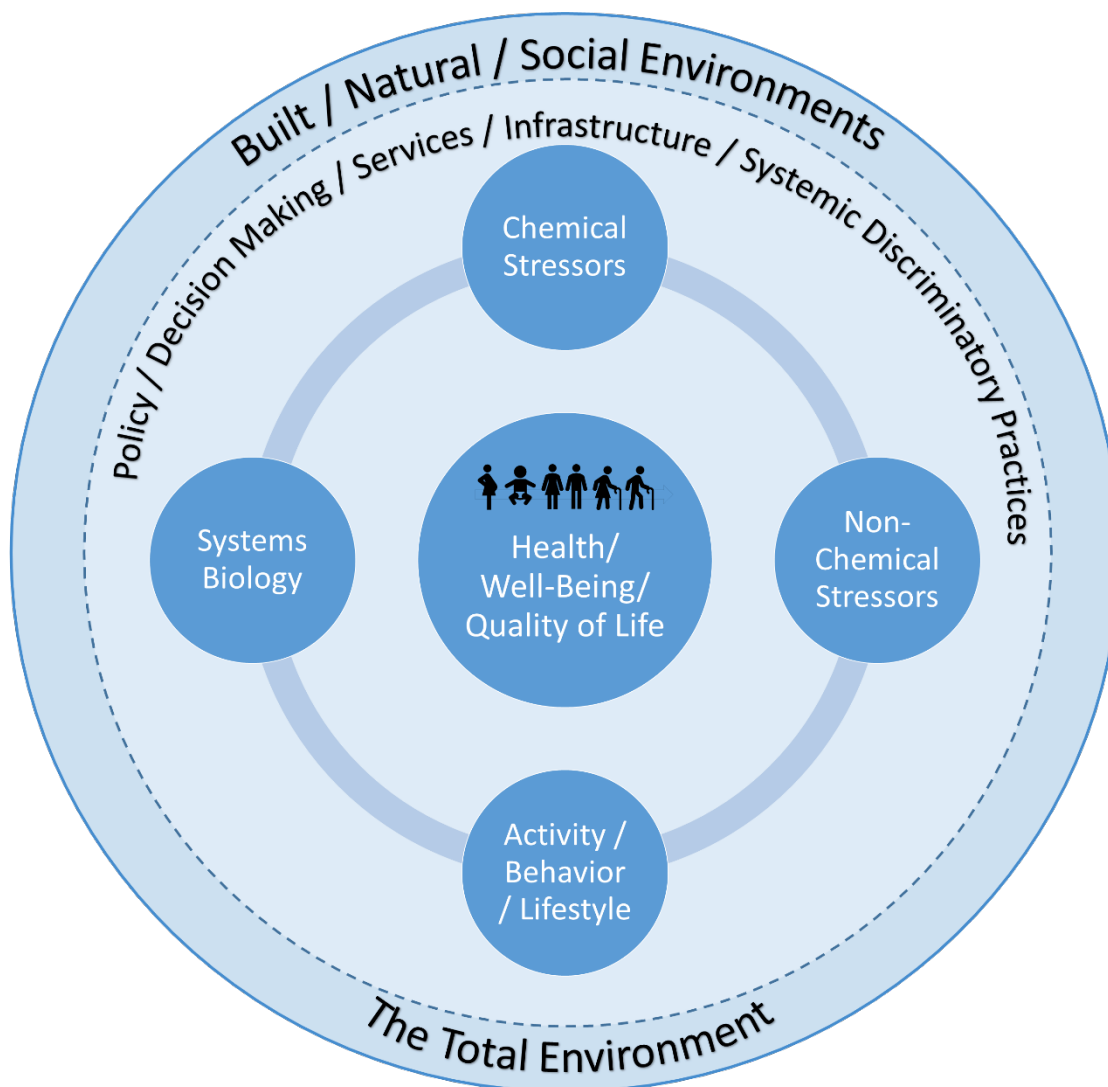 Built / Natural / Social Environments
Policy / Decision Making / Services / Infrastructure / Systemic Discriminatory Practices
Chemical
Stressors
Systems
Biology
Health/
Well-Being/
Quality of Life
Non-
Chemical
Stressors
Activity /
Behavior
/ Lifestyle
The Total Environment